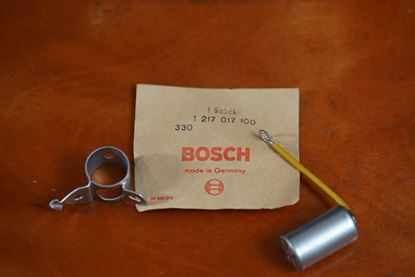 1 Stück
1 217 017 100
330
BOSCH
made in Germany